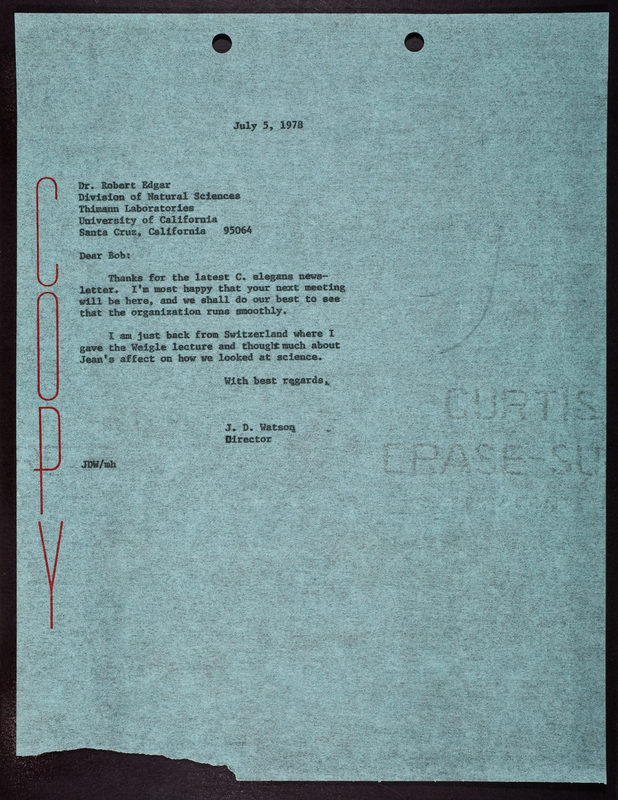 July 5, 1978
COPY
Dr. Robert Edgar
Division of Natural Sciences
Thimann Laboratories
University of California
Santa Cruz, California 95064
Dear Bob:
Thanks for the latest C. elegans news-
letter. I'm most happy that your next meeting
will be here, and we shall do our best to see
that the organization runs smoothly.
I am just back from Switzerland where I
gave the Weigle lecture and thought much about
Jean's affect on how we looked at science.
With best regards,
J. D. Watson
Director
JDW/mh
CURTIS
ERASE SU